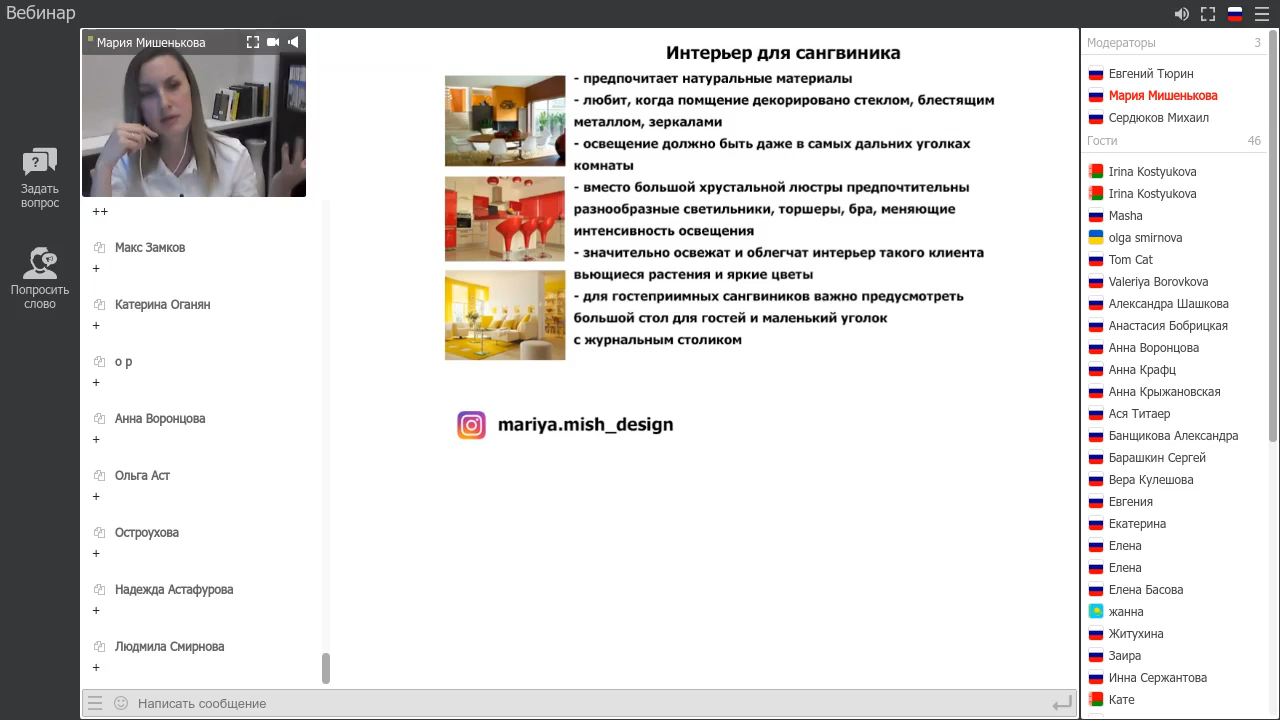 Вебинар
Мария Мишенькова
Задать
вопрос
Попросить
слово
++
Макс Замков
+
Катерина Оганян
+
о р
+
Анна Воронцова
+
Ольга Аст
+
Остроухова
+
Надежда Астафурова
+
Людмила Смирнова
+
Написать сообщение
Интерьер для сангвиника
- предпочитает натуральные материалы
- любит, когда помщение декорировано стеклом, блестящим
металлом, зеркалами
- освещение должно быть даже в самых дальних уголках
комнаты
- вместо большой хрустальной люстры предпочтительны
разнообразные светильники, торшеры, бра, меняющие
интенсивность освещения
- значительно освежат и облегчат интерьер такого клиента
вьющиеся растения и яркие цветы
- для гостеприимных сангвиников важно предусмотреть
большой стол для гостей и маленький уголок
с журнальным столиком
mariya.mish_design
Модераторы 3
Евгений Тюрин
Мария Мишенькова
Сердюков Михаил
Гости 46
Irina Kostyukova
Irina Kostyukova
Masha
olga smirnova
Tom Cat
Valeriya Borovkova
Александра Шашкова
Анастасия Бобрицкая
Анна Воронцова
Анна Крафц
Анна Крыжановская
Ася Титаер
Банщикова Александра
Барашкин Сергей
Вера Кулешова
Евгения
Екатерина
Елена
Елена
Елена Басова
жанна
Житухина
Заира
Инна Сержантова
Кате